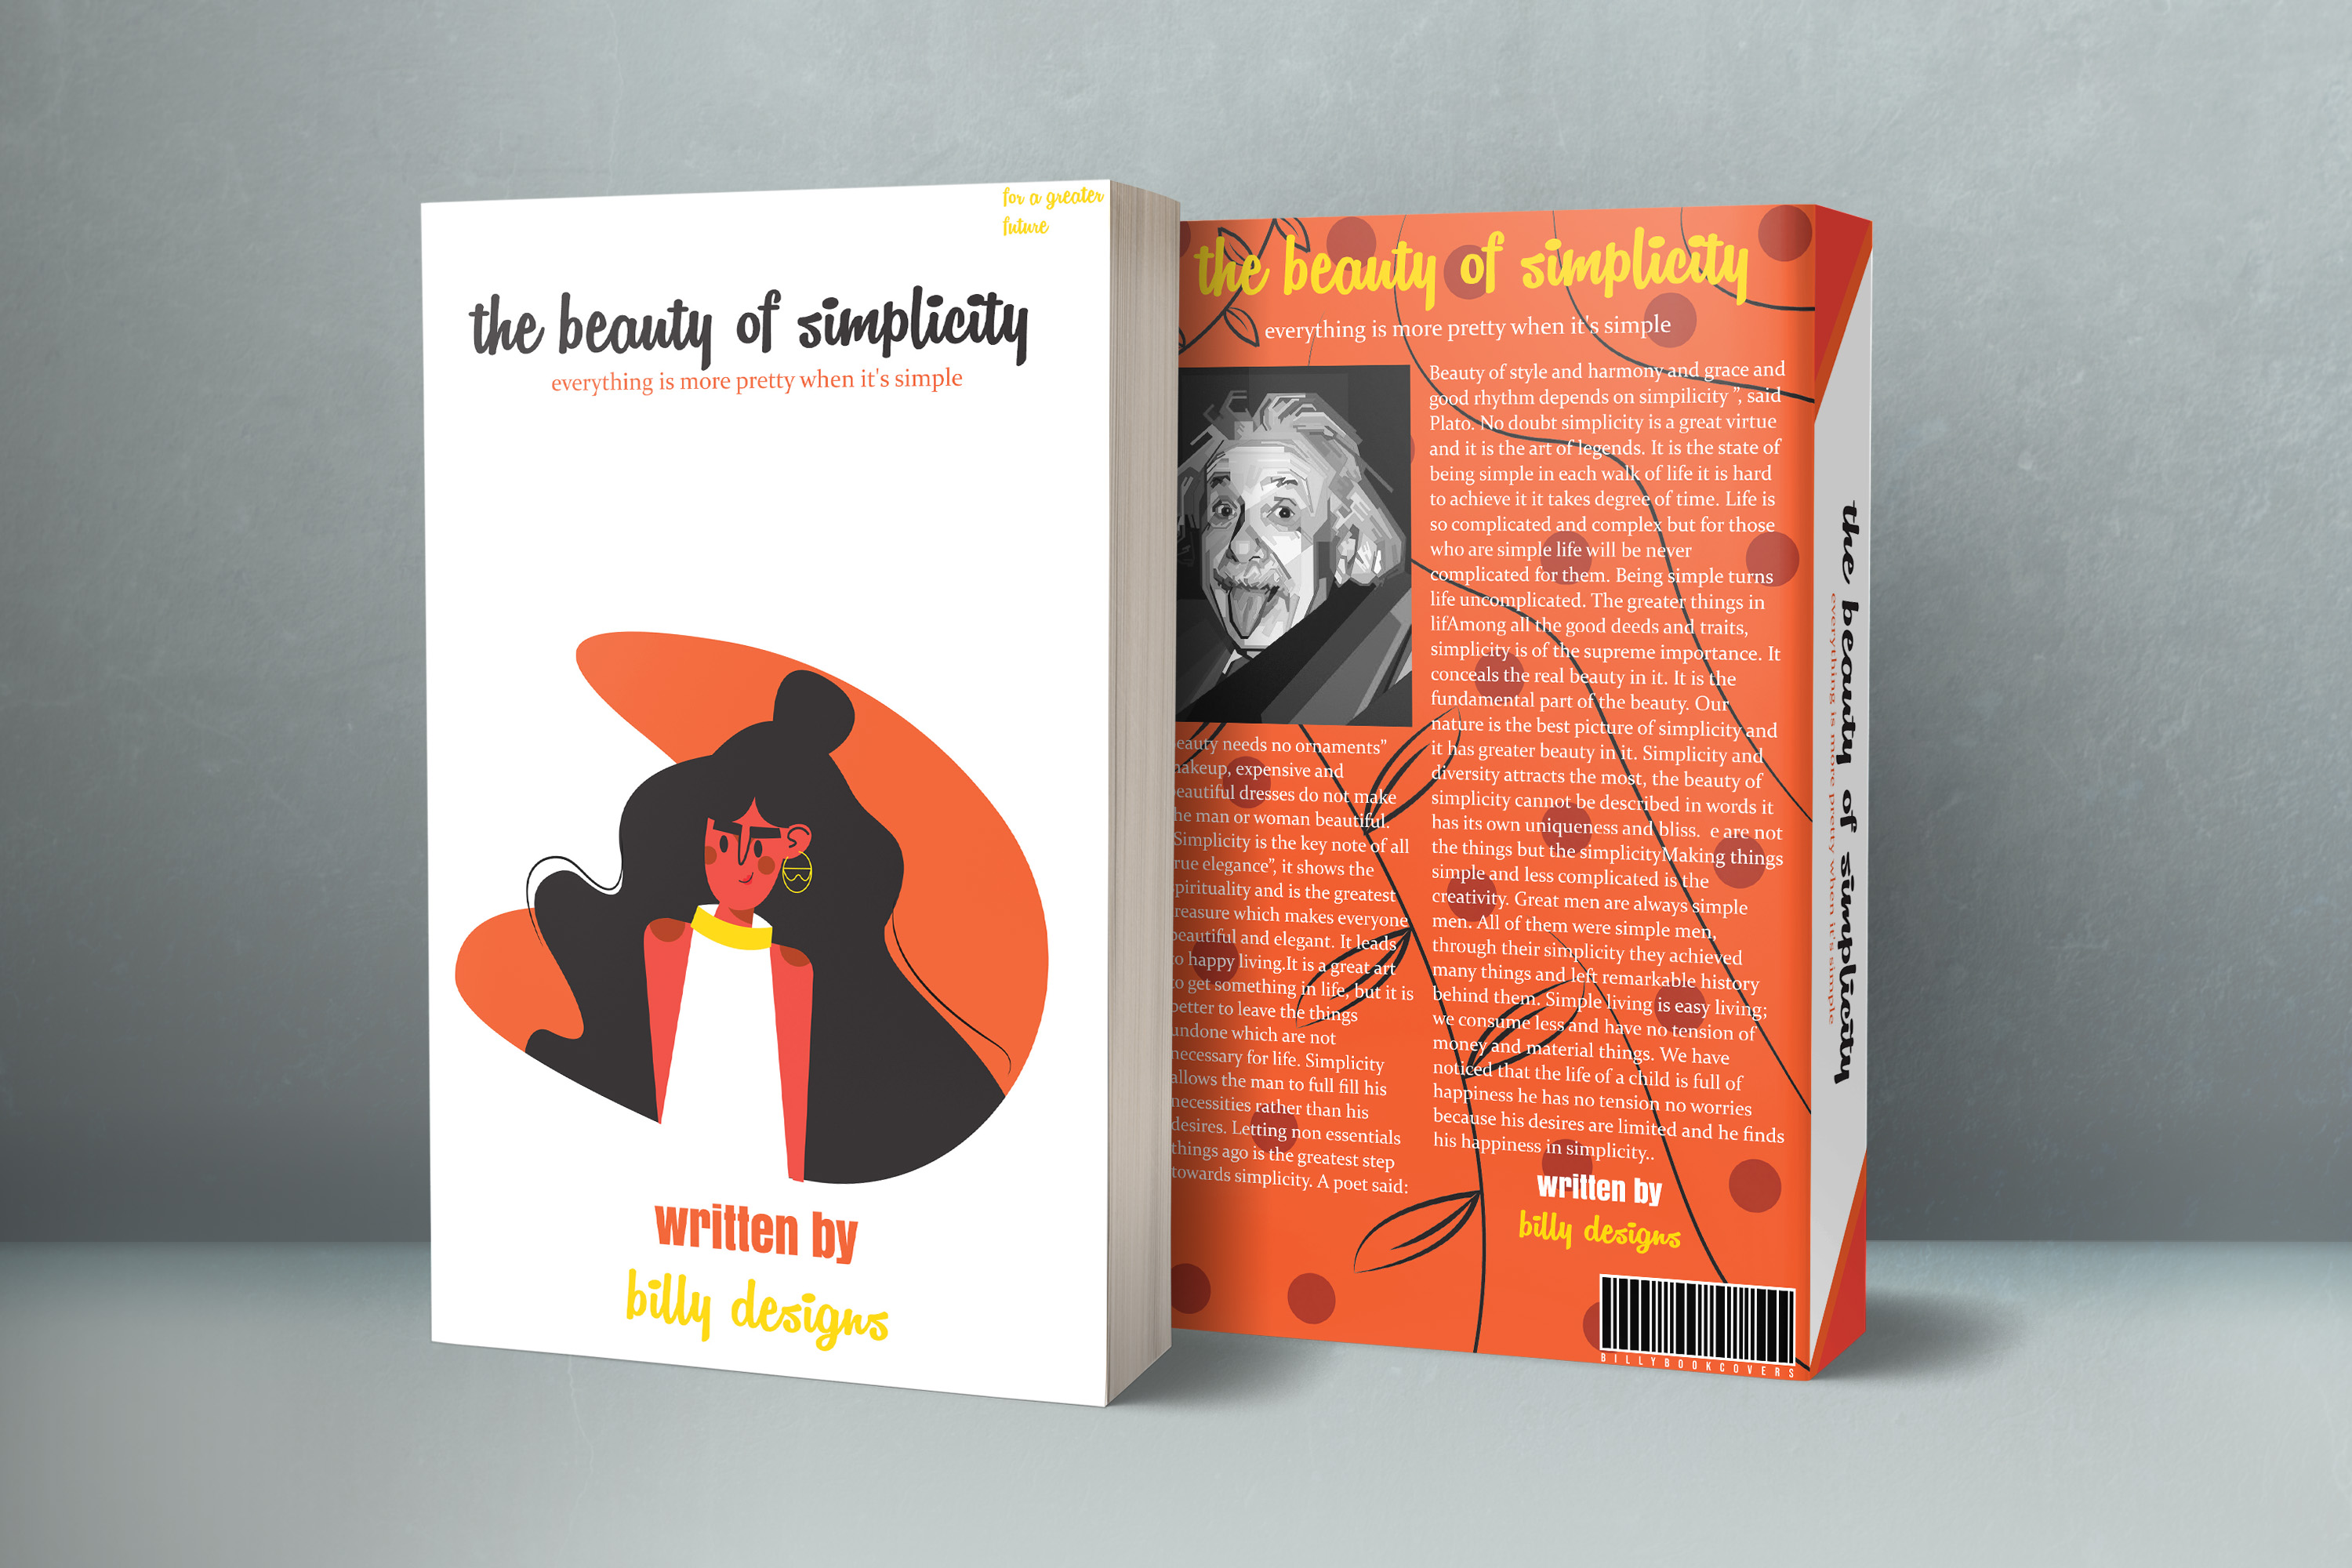 for a greater
future
the beauty of simplicity
everything is more pretty when it's simple
written by
billy designs
the beauty of simplicity
everything is more pretty when it's simple
eauty needs no ornaments”
akeup, expensive and
eautiful dresses do not make
he man or woman beautiful.
Simplicity is the key note of all
rue elegance”, it shows the
pirituality and is the greatest
reasure which makes everyone
beautiful and elegant. It leads
to happy living.It is a great art
to get something in life, but it is
better to leave the things
undone which are not
necessary for life. Simplicity
allows the man to full fill his
necessities rather than his
desires. Letting non essentials
things ago is the greatest step
towards simplicity. A poet said:
Beauty of style and harmony and grace and
good rhythm depends on simpilicity ”, said
Plato. No doubt simplicity is a great virtue
and it is the art of legends. It is the state of
being simple in each walk of life it is hard
to achieve it it takes degree of time. Life is
so complicated and complex but for those
who are simple life will be never
complicated for them. Being simple turns
life uncomplicated. The greater things in
lifAmong all the good deeds and traits,
simplicity is of the supreme importance. It
conceals the real beauty in it. It is the
fundamental part of the beauty. Our
nature is the best picture of simplicity and
it has greater beauty in it. Simplicity and
diversity attracts the most, the beauty of
simplicity cannot be described in words it
has its own uniqueness and bliss.  e are not
the things but the simplicityMaking things
simple and less complicated is the
creativity. Great men are always simple
men. All of them were simple men,
through their simplicity they achieved
many things and left remarkable history
behind them. Simple living is easy living;
we consume less and have no tension of
money and material things. We have
noticed that the life of a child is full of
happiness he has no tension no worries
because his desires are limited and he finds
his happiness in simplicity..
written by
billy designs
BILLYBOOKCOVERS
the beauty of simplicity
everything is more pretty when it's simple